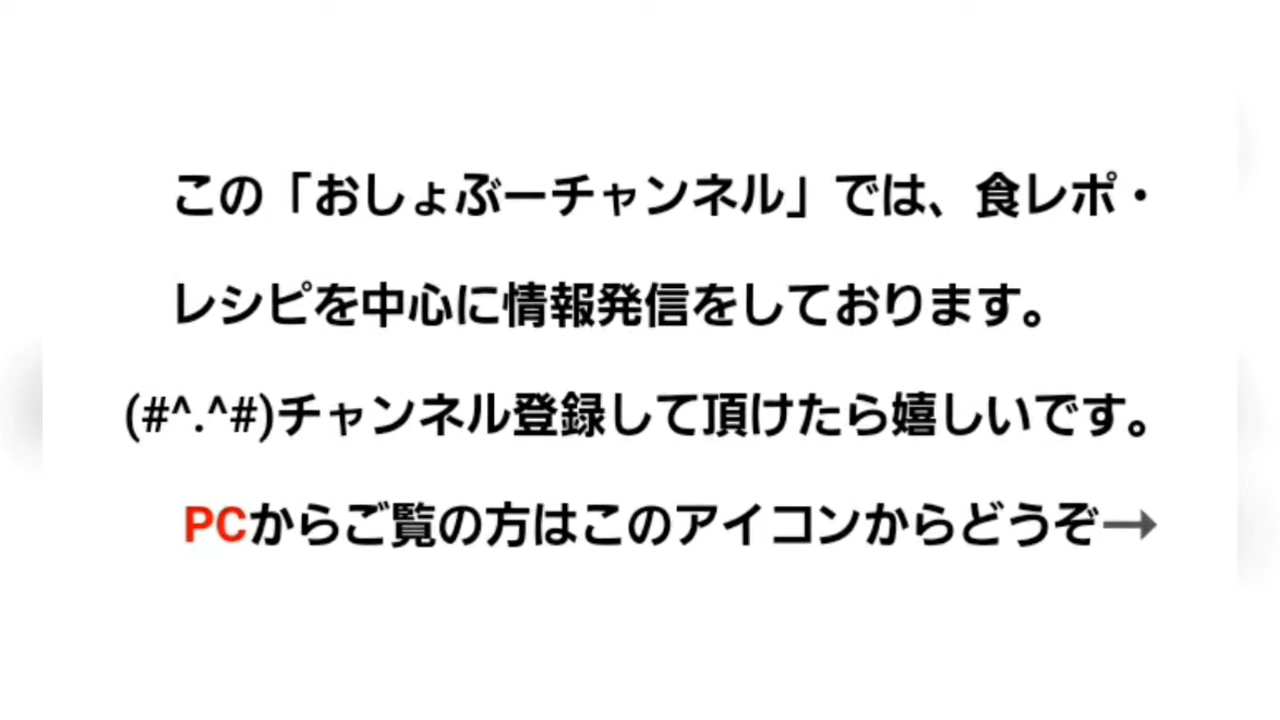 この「おしょぶーチャンネル」では、食レポ・
レシピを中心に情報発信をしております。
(#^.^#)チャンネル登録して頂けたら嬉しいです。
PCからご覧の方はこのアイコンからどうぞ→